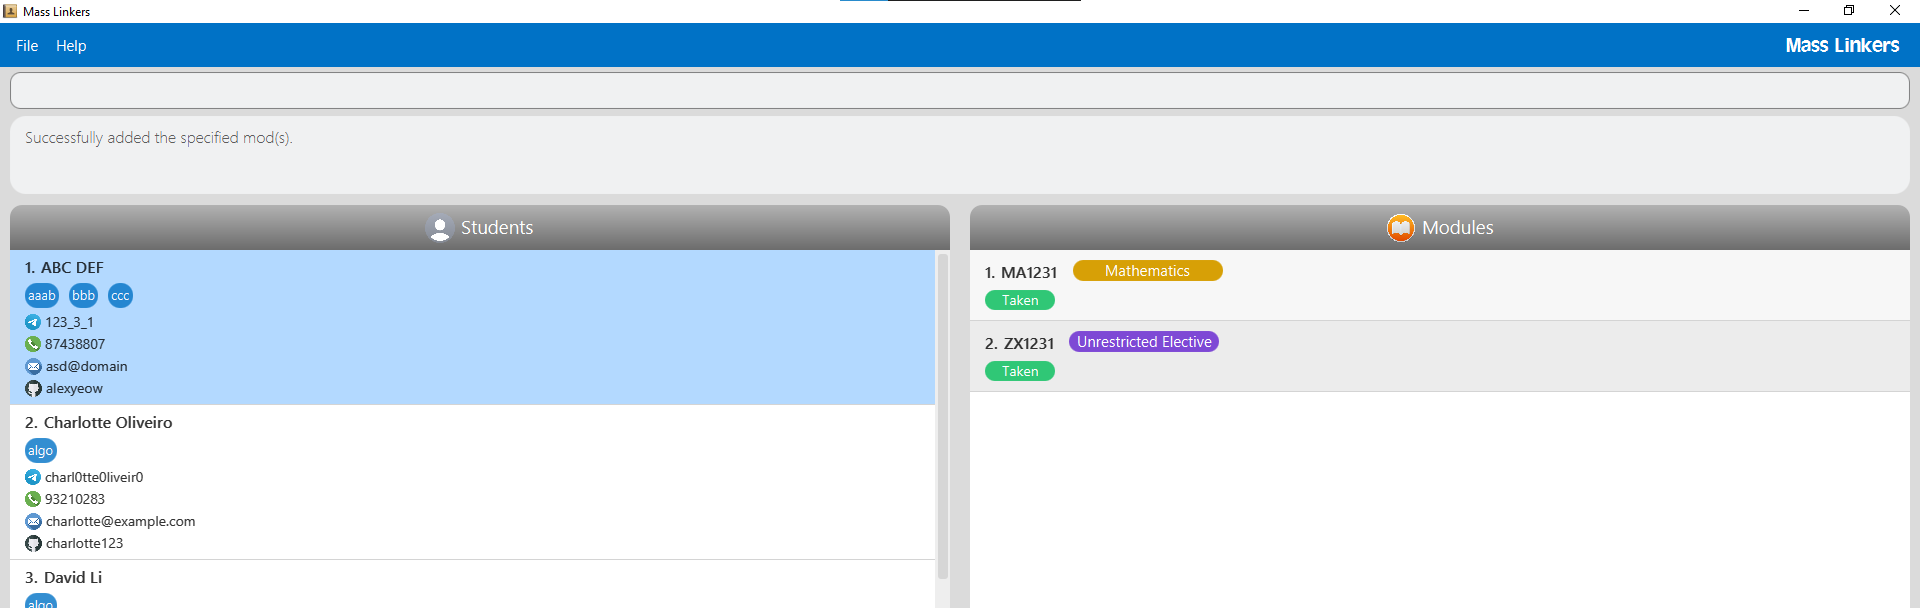 Mass Linkers
File Help Mass Linkers
Successfully added the specified mod(s).
Students
1. ABC DEF
aaab bbb ccc
123_3_1
87438807
asd@domain
alexyeow
2. Charlotte Oliveiro
algo
charl0tte0liveir0
93210283
charlotte@example.com
charlotte123
3. David Li
algo
Modules
1. MA1231 Mathematics
Taken
2. ZX1231 Unrestricted Elective
Taken